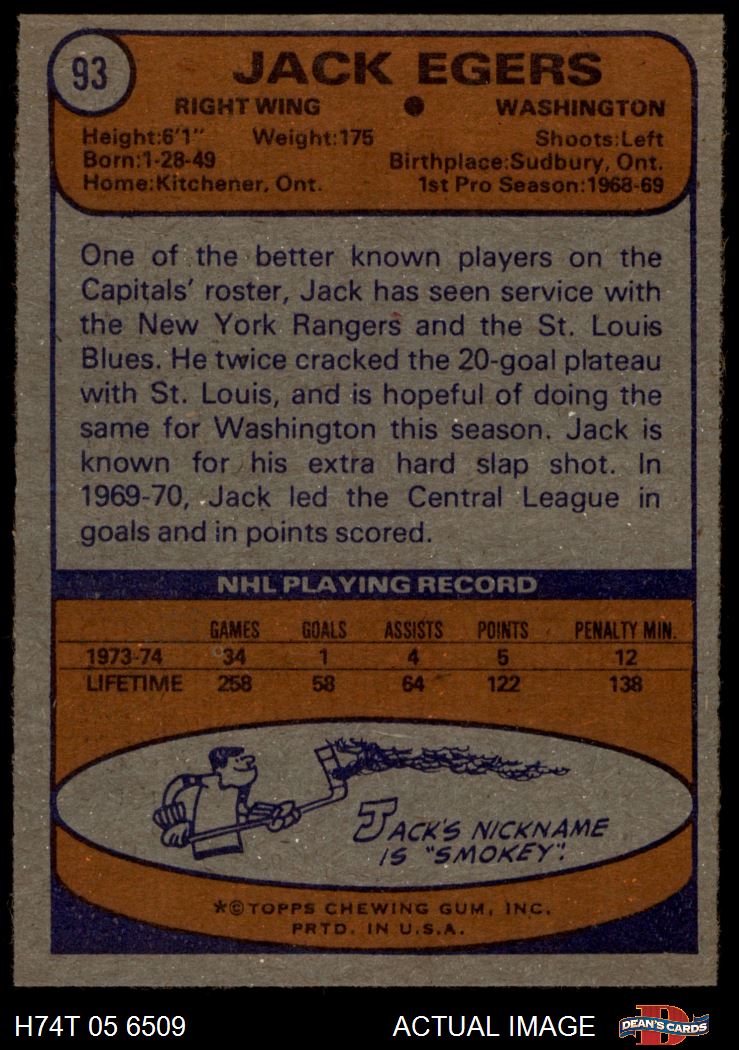 93
JACK EGERS
RIGHT WING ● WASHINGTON
Height:6'1" Weight:175 Shoots:Left
Born:1-28-49 Birthplace:Sudbury, Ont.
Home:Kitchener, Ont. 1st Pro Season:1968-69
One of the better known players on the
Capitals' roster, Jack has seen service with
the New York Rangers and the St. Louis
Blues. He twice cracked the 20-goal plateau
with St. Louis, and is hopeful of doing the
same for Washington this season. Jack is
known for his extra hard slap shot. In
1969-70, Jack led the Central League in
goals and in points scored.
NHL PLAYING RECORD
GAMES GOALS ASSISTS POINTS PENALTY MIN.
1973-74 34 1 4 5 12
LIFETIME 258 58 64 122 138
JACK'S NICKNAME
IS "SMOKEY".
*©TOPPS CHEWING GUM, INC.
PRTD. IN U.S.A.
H74T 05 6509 ACTUAL IMAGE D DEAN'S CARDS